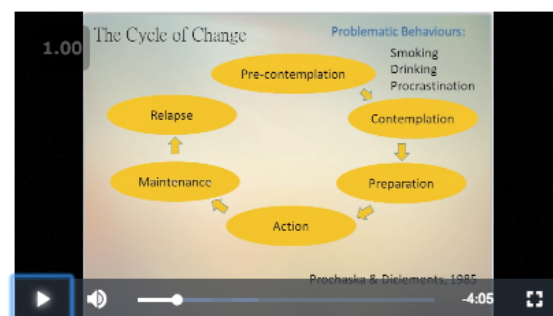 1.00
The Cycle of Change
Problematic Behaviours:
Smoking
Drinking
Procrastination
Pre-contemplation
Contemplation
Preparation
Action
Maintenance
Relapse
Prochaska & Diclements, 1985
-4:05